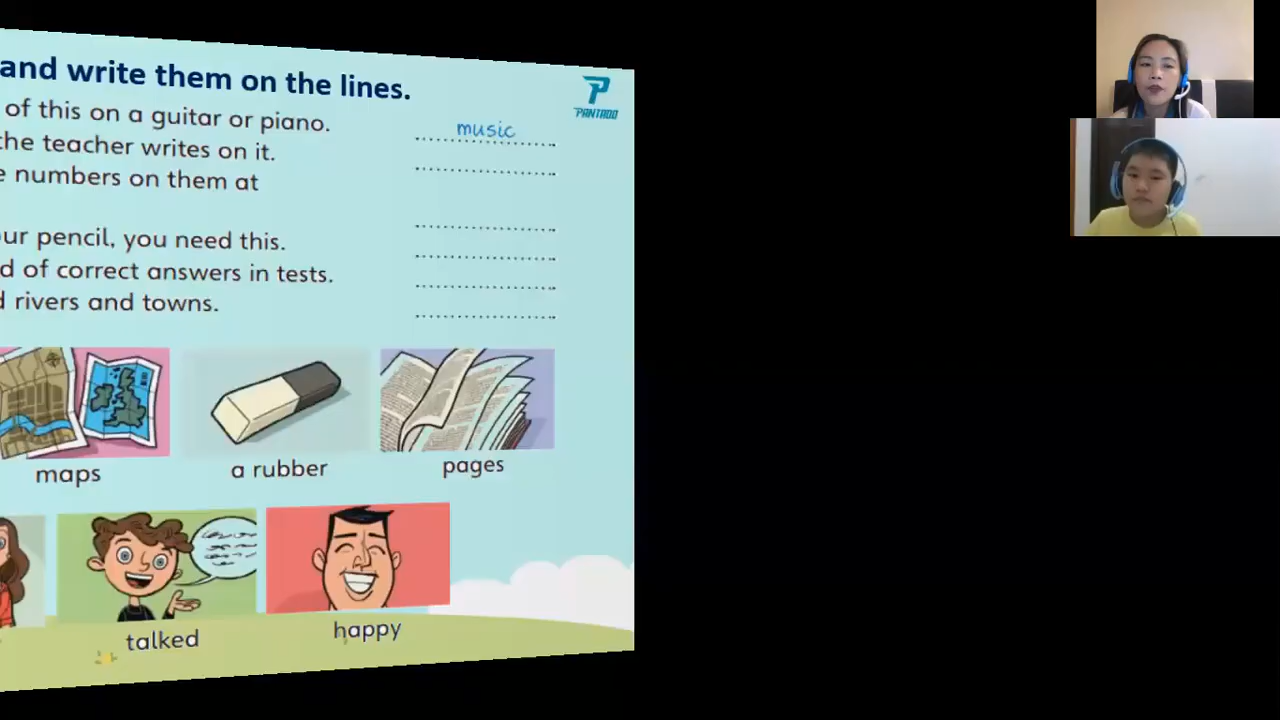 and write them on the lines.
PANTADO
of this on a guitar or piano. music
the teacher writes on it.
numbers on them at
pencil, you need this.
of correct answers in tests.
rivers and towns.
maps a rubber pages
talked happy